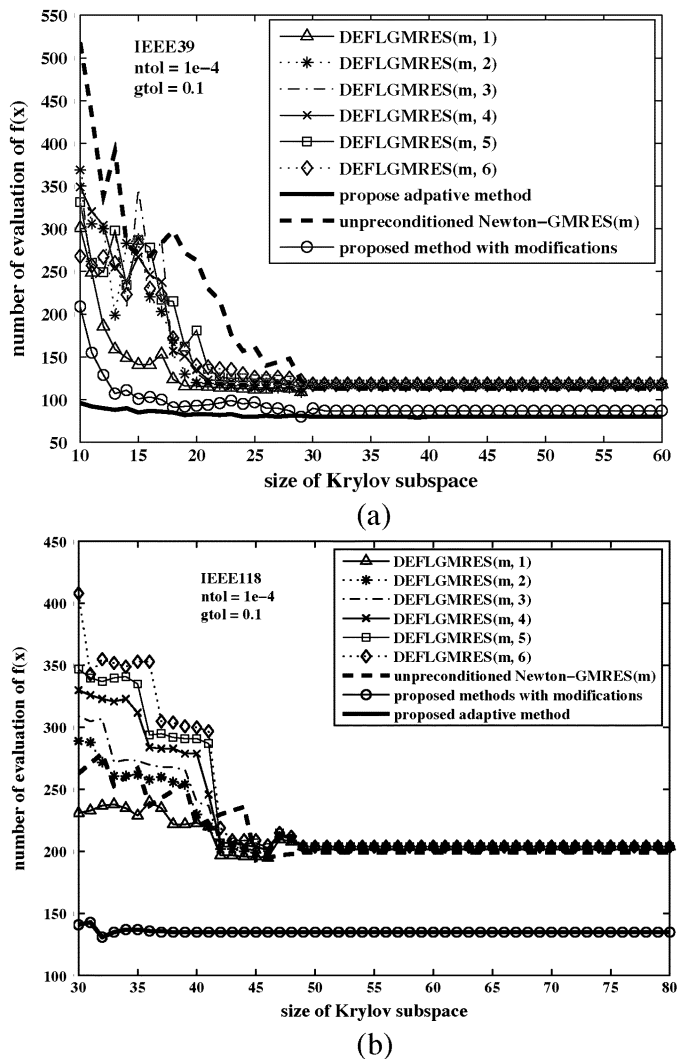 550
500
450
400
350
300
250
200
150
100
50
number of evaluation of f(x)
IEEE39
ntol = 1e-4
gtol = 0.1
DEFLGMRES(m, 1)
DEFLGMRES(m, 2)
DEFLGMRES(m, 3)
DEFLGMRES(m, 4)
DEFLGMRES(m, 5)
DEFLGMRES(m, 6)
propose adpative method
unpreconditioned Newton-GMRES(m)
proposed method with modifications
10 15 20 25 30 35 40 45 50 55 60
size of Krylov subspace
(a)
450
400
350
300
250
200
150
100
number of evaluation of f(x)
IEEE118
ntol = 1e-4
gtol = 0.1
DEFLGMRES(m, 1)
DEFLGMRES(m, 2)
DEFLGMRES(m, 3)
DEFLGMRES(m, 4)
DEFLGMRES(m, 5)
DEFLGMRES(m, 6)
unpreconditioned Newton-GMRES(m)
proposed methods with modifications
proposed adaptive method
30 35 40 45 50 55 60 65 70 75 80
size of Krylov subspace
(b)